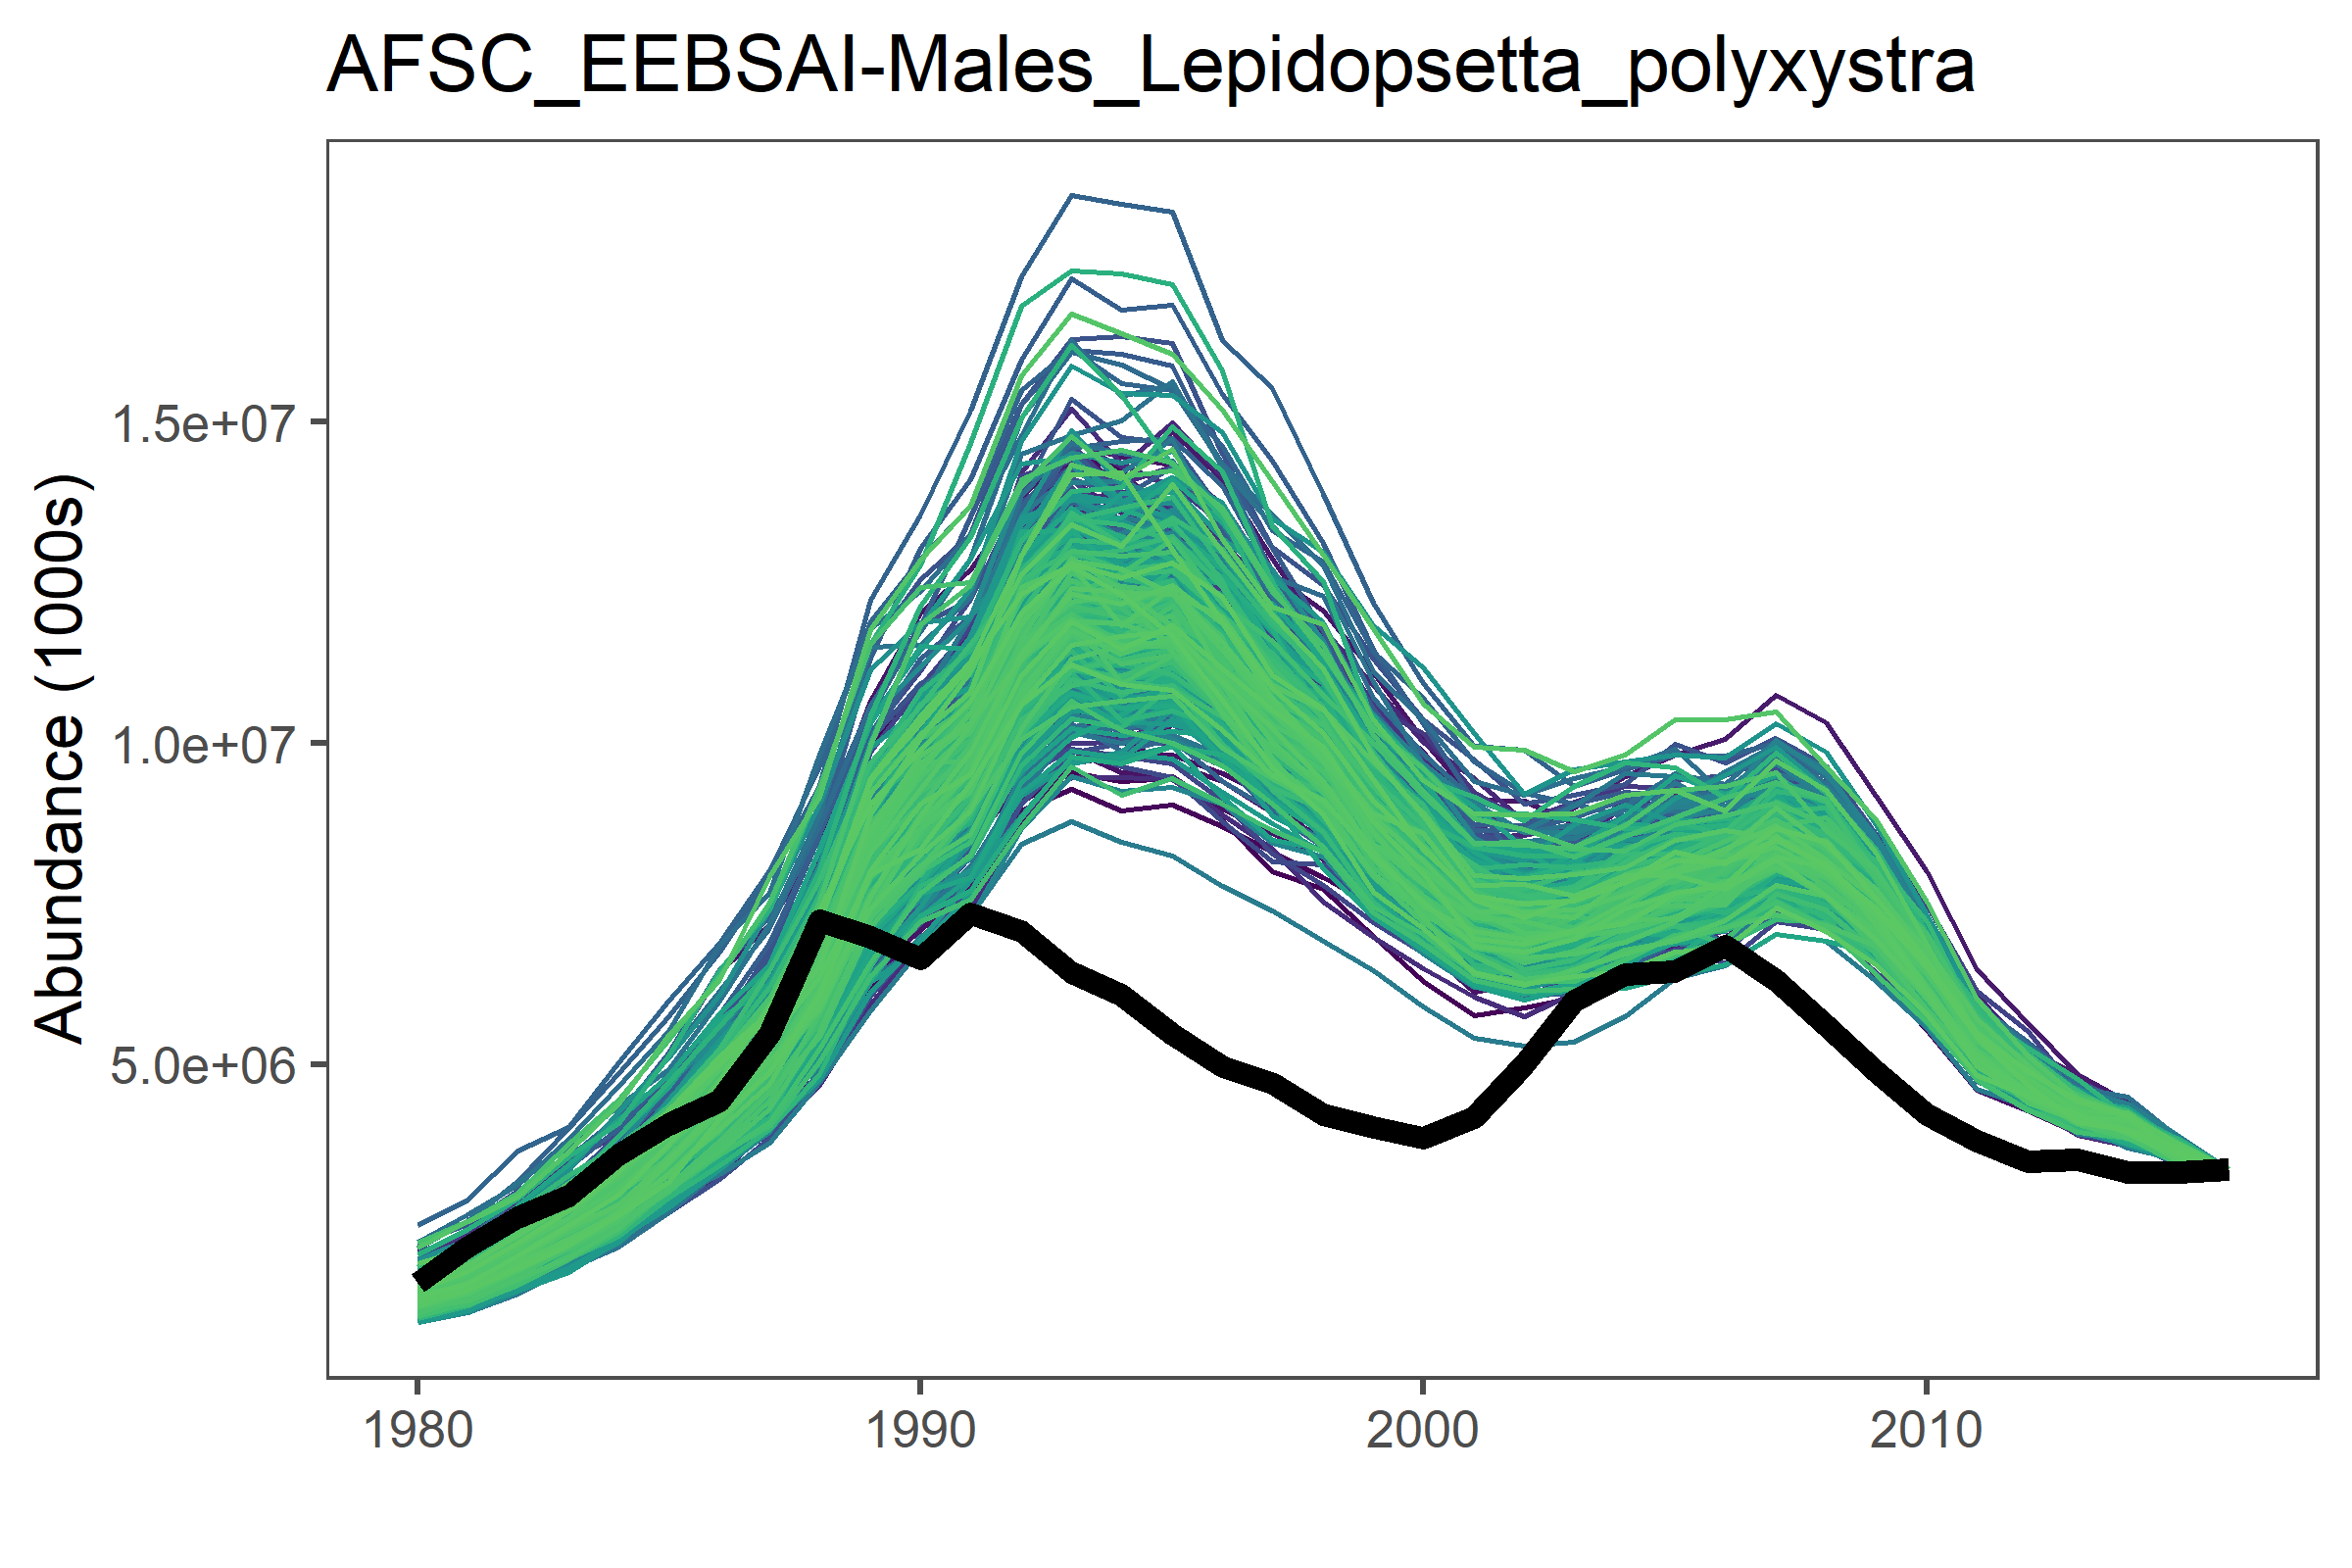 AFSC_EEBSAI-Males_Lepidopsetta_polyxystra
Abundance (1000s)
1.5e+07
1.0e+07
5.0e+06
1980
1990
2000
2010